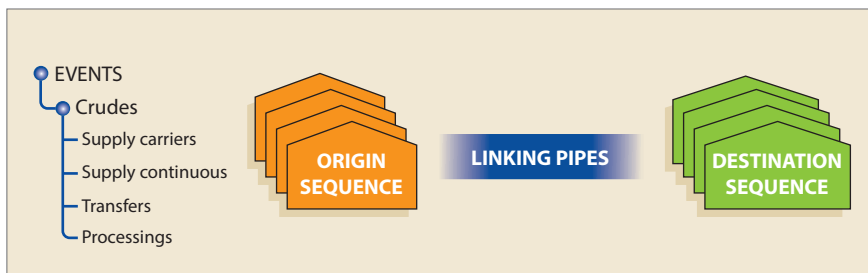 EVENTS
Crudes
Supply carriers
Supply continuous
Transfers
Processings
ORIGIN
SEQUENCE
LINKING PIPES
DESTINATION
SEQUENCE